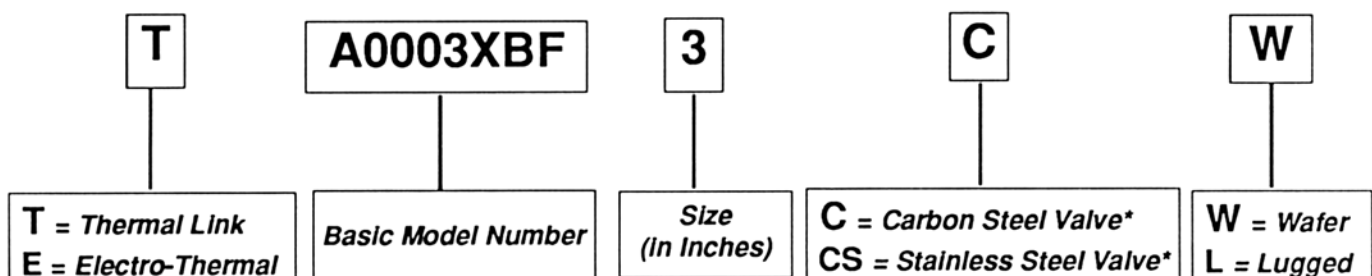 T A0003XBF 3 C W
T = Thermal Link
E = Electro-Thermal
Basic Model Number
Size
(in Inches)
C = Carbon Steel Valve*
CS = Stainless Steel Valve*
W = Wafer
L = Lugged